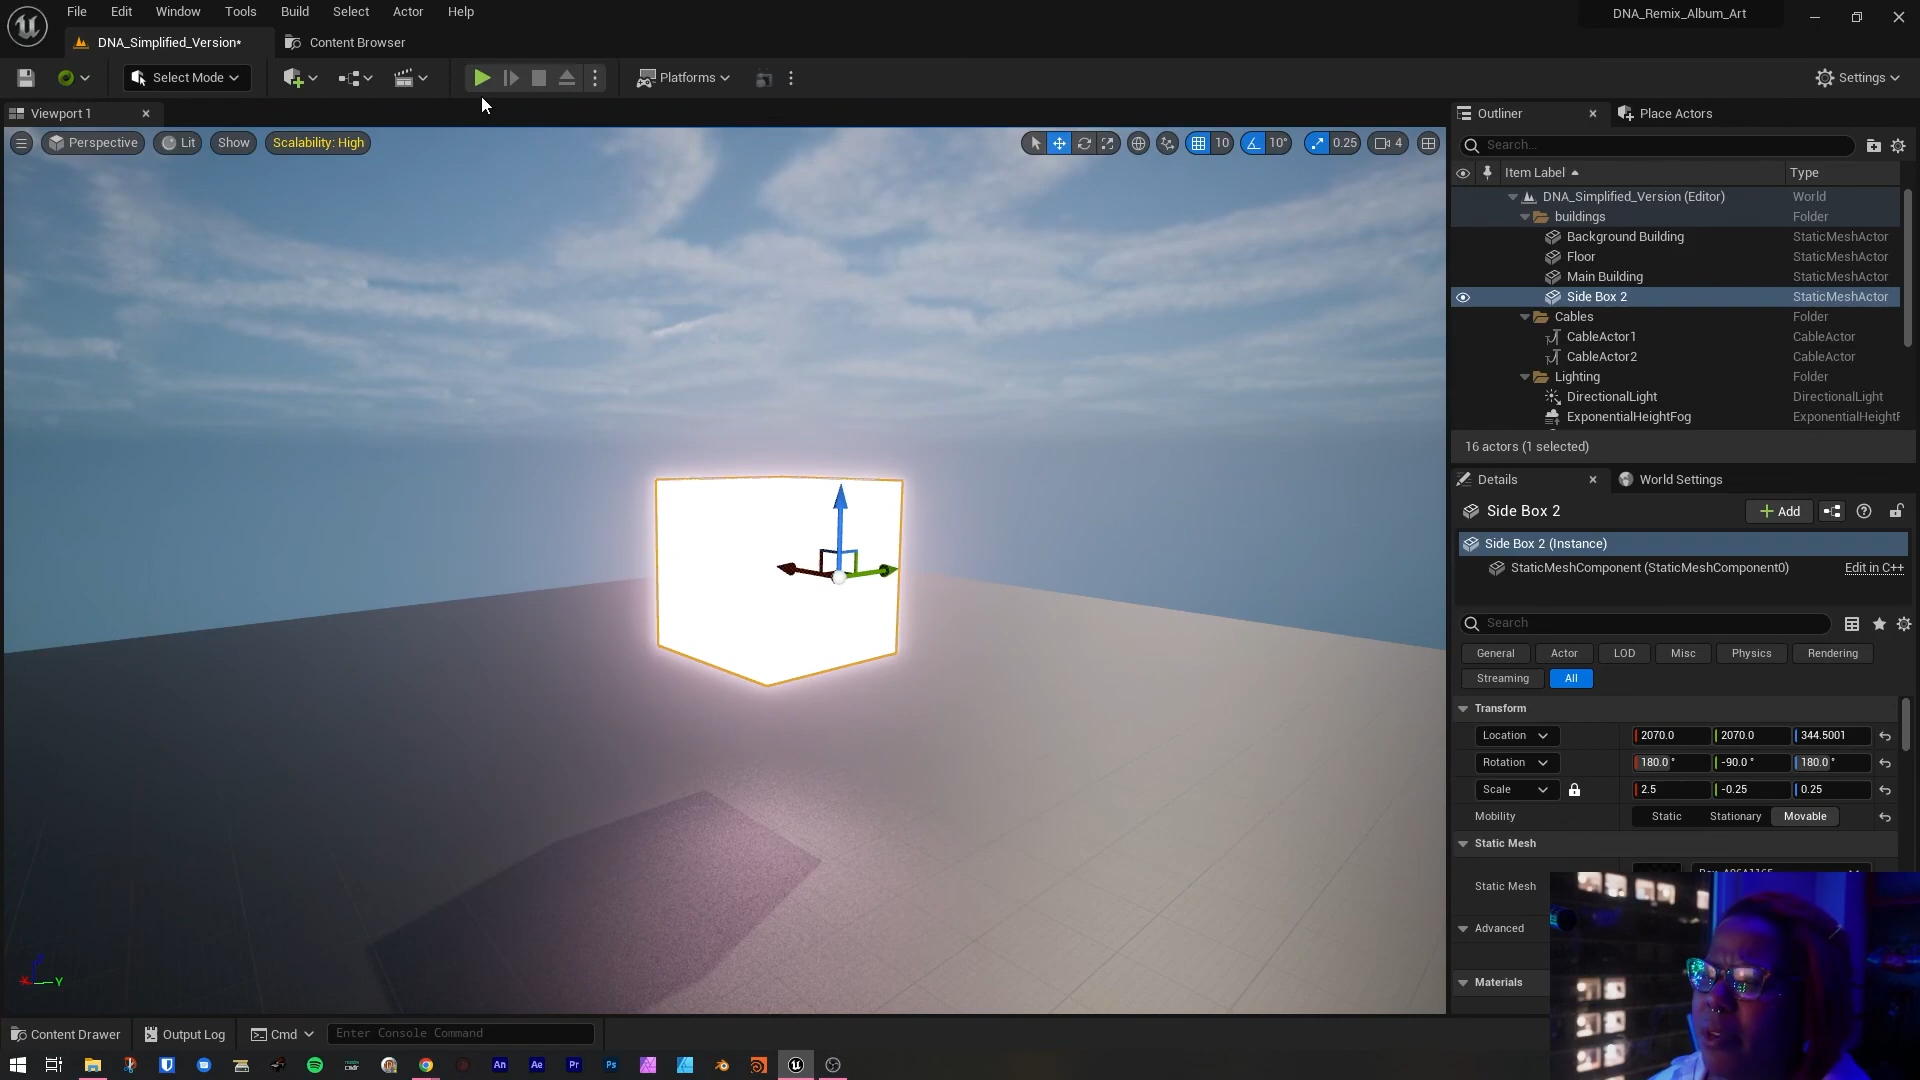 File Edit Window Tools Build Select Actor Help
DNA_Remix_Album_Art
DNA_Simplified_Version*
Content Browser
Select Mode
Platforms
Settings
Viewport 1
Perspective
Lit
Show
Scalability: High
10
10°
0.25
4
Outliner
Place Actors
Search...
Item Label
Type
DNA_Simplified_Version (Editor) World
buildings Folder
Background Building StaticMeshActor
Floor StaticMeshActor
Main Building StaticMeshActor
Side Box 2 StaticMeshActor
Cables Folder
CableActor1 CableActor
CableActor2 CableActor
Lighting Folder
DirectionalLight DirectionalLight
ExponentialHeightFog ExponentialHeightF
16 actors (1 selected)
Details
World Settings
Side Box 2
Add
Side Box 2 (Instance)
StaticMeshComponent (StaticMeshComponent0) Edit in C++
Search
General Actor LOD Misc Physics Rendering
Streaming All
Transform
Location 2070.0 2070.0 344.5001
Rotation 180.0° -90.0° 180.0°
Scale 2.5 -0.25 0.25
Mobility Static Stationary Movable
Static Mesh
Static Mesh
Advanced
Materials
Y
Content Drawer
Output Log
Cmd
Enter Console Command
An
Ae
Pr
Ps